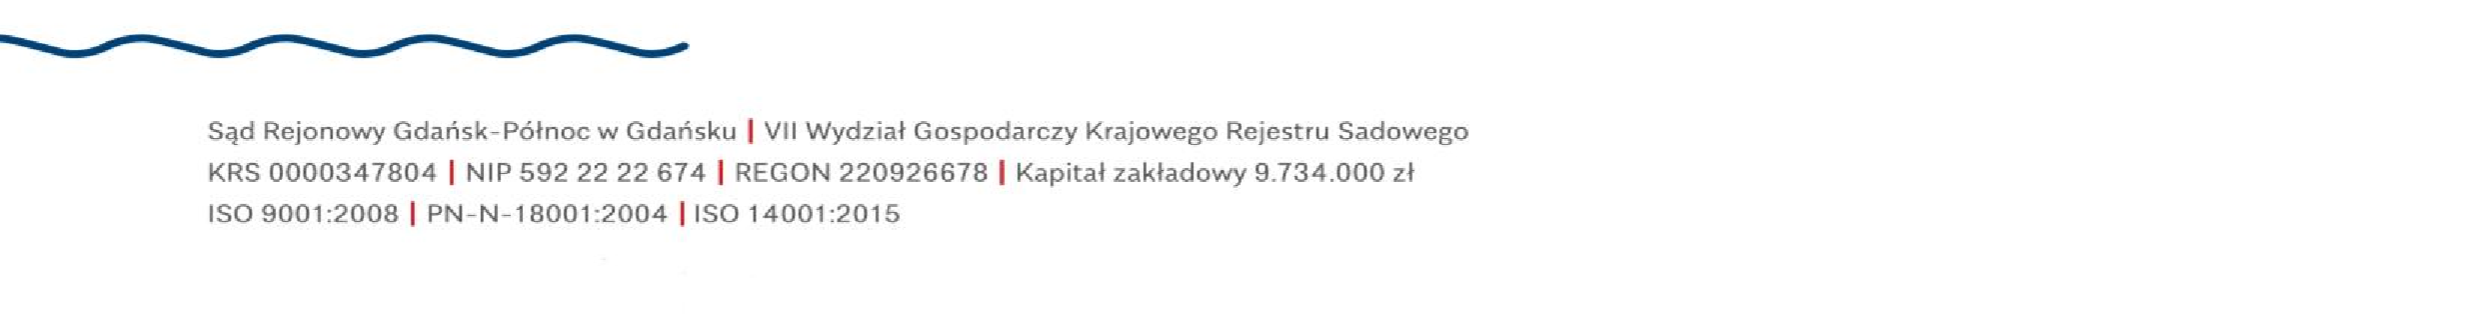 Sąd Rejonowy Gdańsk-Północ w Gdańsku | VII Wydział Gospodarczy Krajowego Rejestru Sadowego
KRS 0000347804 | NIP 592 22 22 674 | REGON 220926678 | Kapitał zakładowy 9.734.000 zł
ISO 9001:2008 | PN-N-18001:2004 | ISO 14001:2015